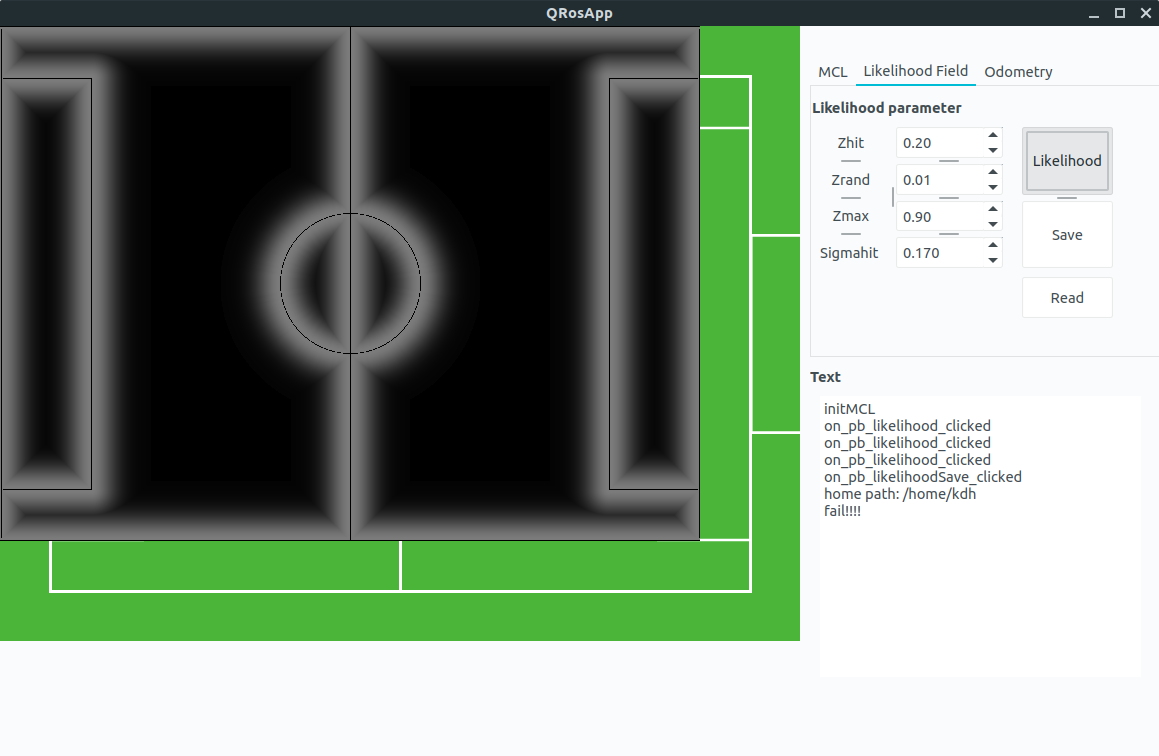 QRosApp
MCL Likelihood Field Odometry
Likelihood parameter
Zhit 0.20
Likelihood
Zrand 0.01
Zmax 0.90
Save
Sigmahit 0.170
Read
Text
initMCL
on_pb_likelihood_clicked
on_pb_likelihood_clicked
on_pb_likelihood_clicked
on_pb_likelihoodSave_clicked
home path: /home/kdh
fail!!!!